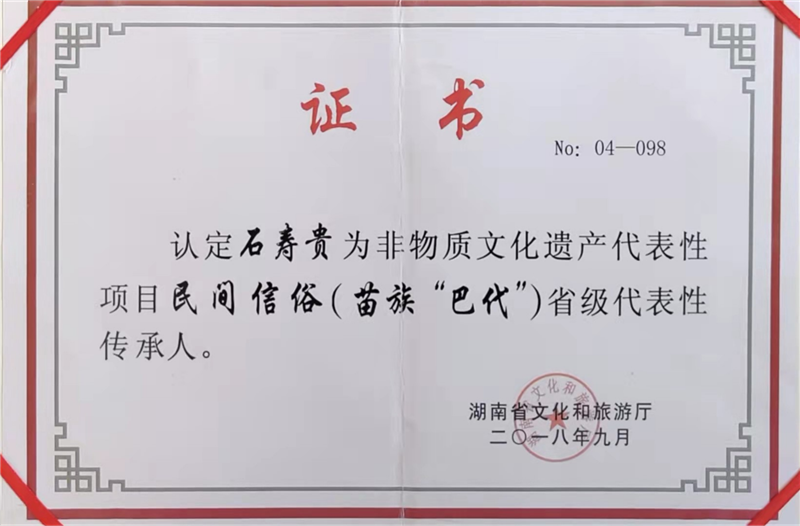 证 书
No: 04—098
认定石寿贵为非物质文化遗产代表性
项目民间信俗(苗族“巴代”)省级代表性
传承人。
湖南省文化和旅游厅
二〇一八年九月